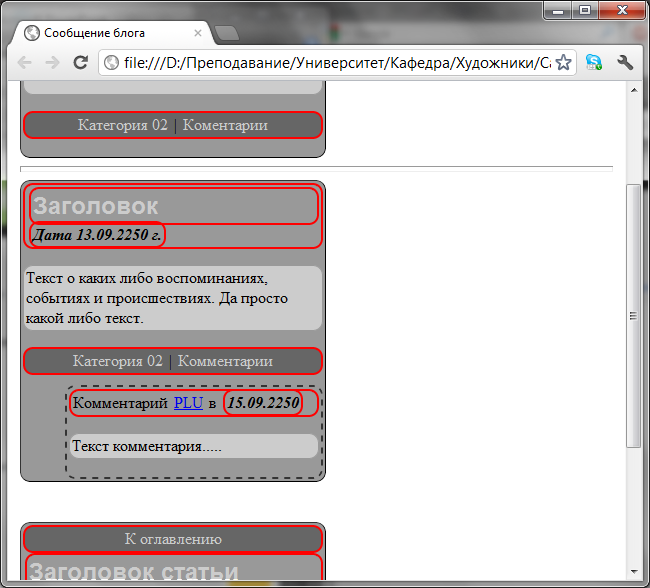 Сообщение блога
file:///D:/Преподавание/Университет/Кафедра/Художники/Са
Категория 02 | Коментарии
Заголовок
Дата 13.09.2250 г.
Текст о каких либо воспоминаниях,
событиях и происшествиях. Да просто
какой либо текст.
Категория 02 | Комментарии
Комментарий PLU в 15.09.2250
Текст комментария.....
К оглавлению
Заголовок статьи